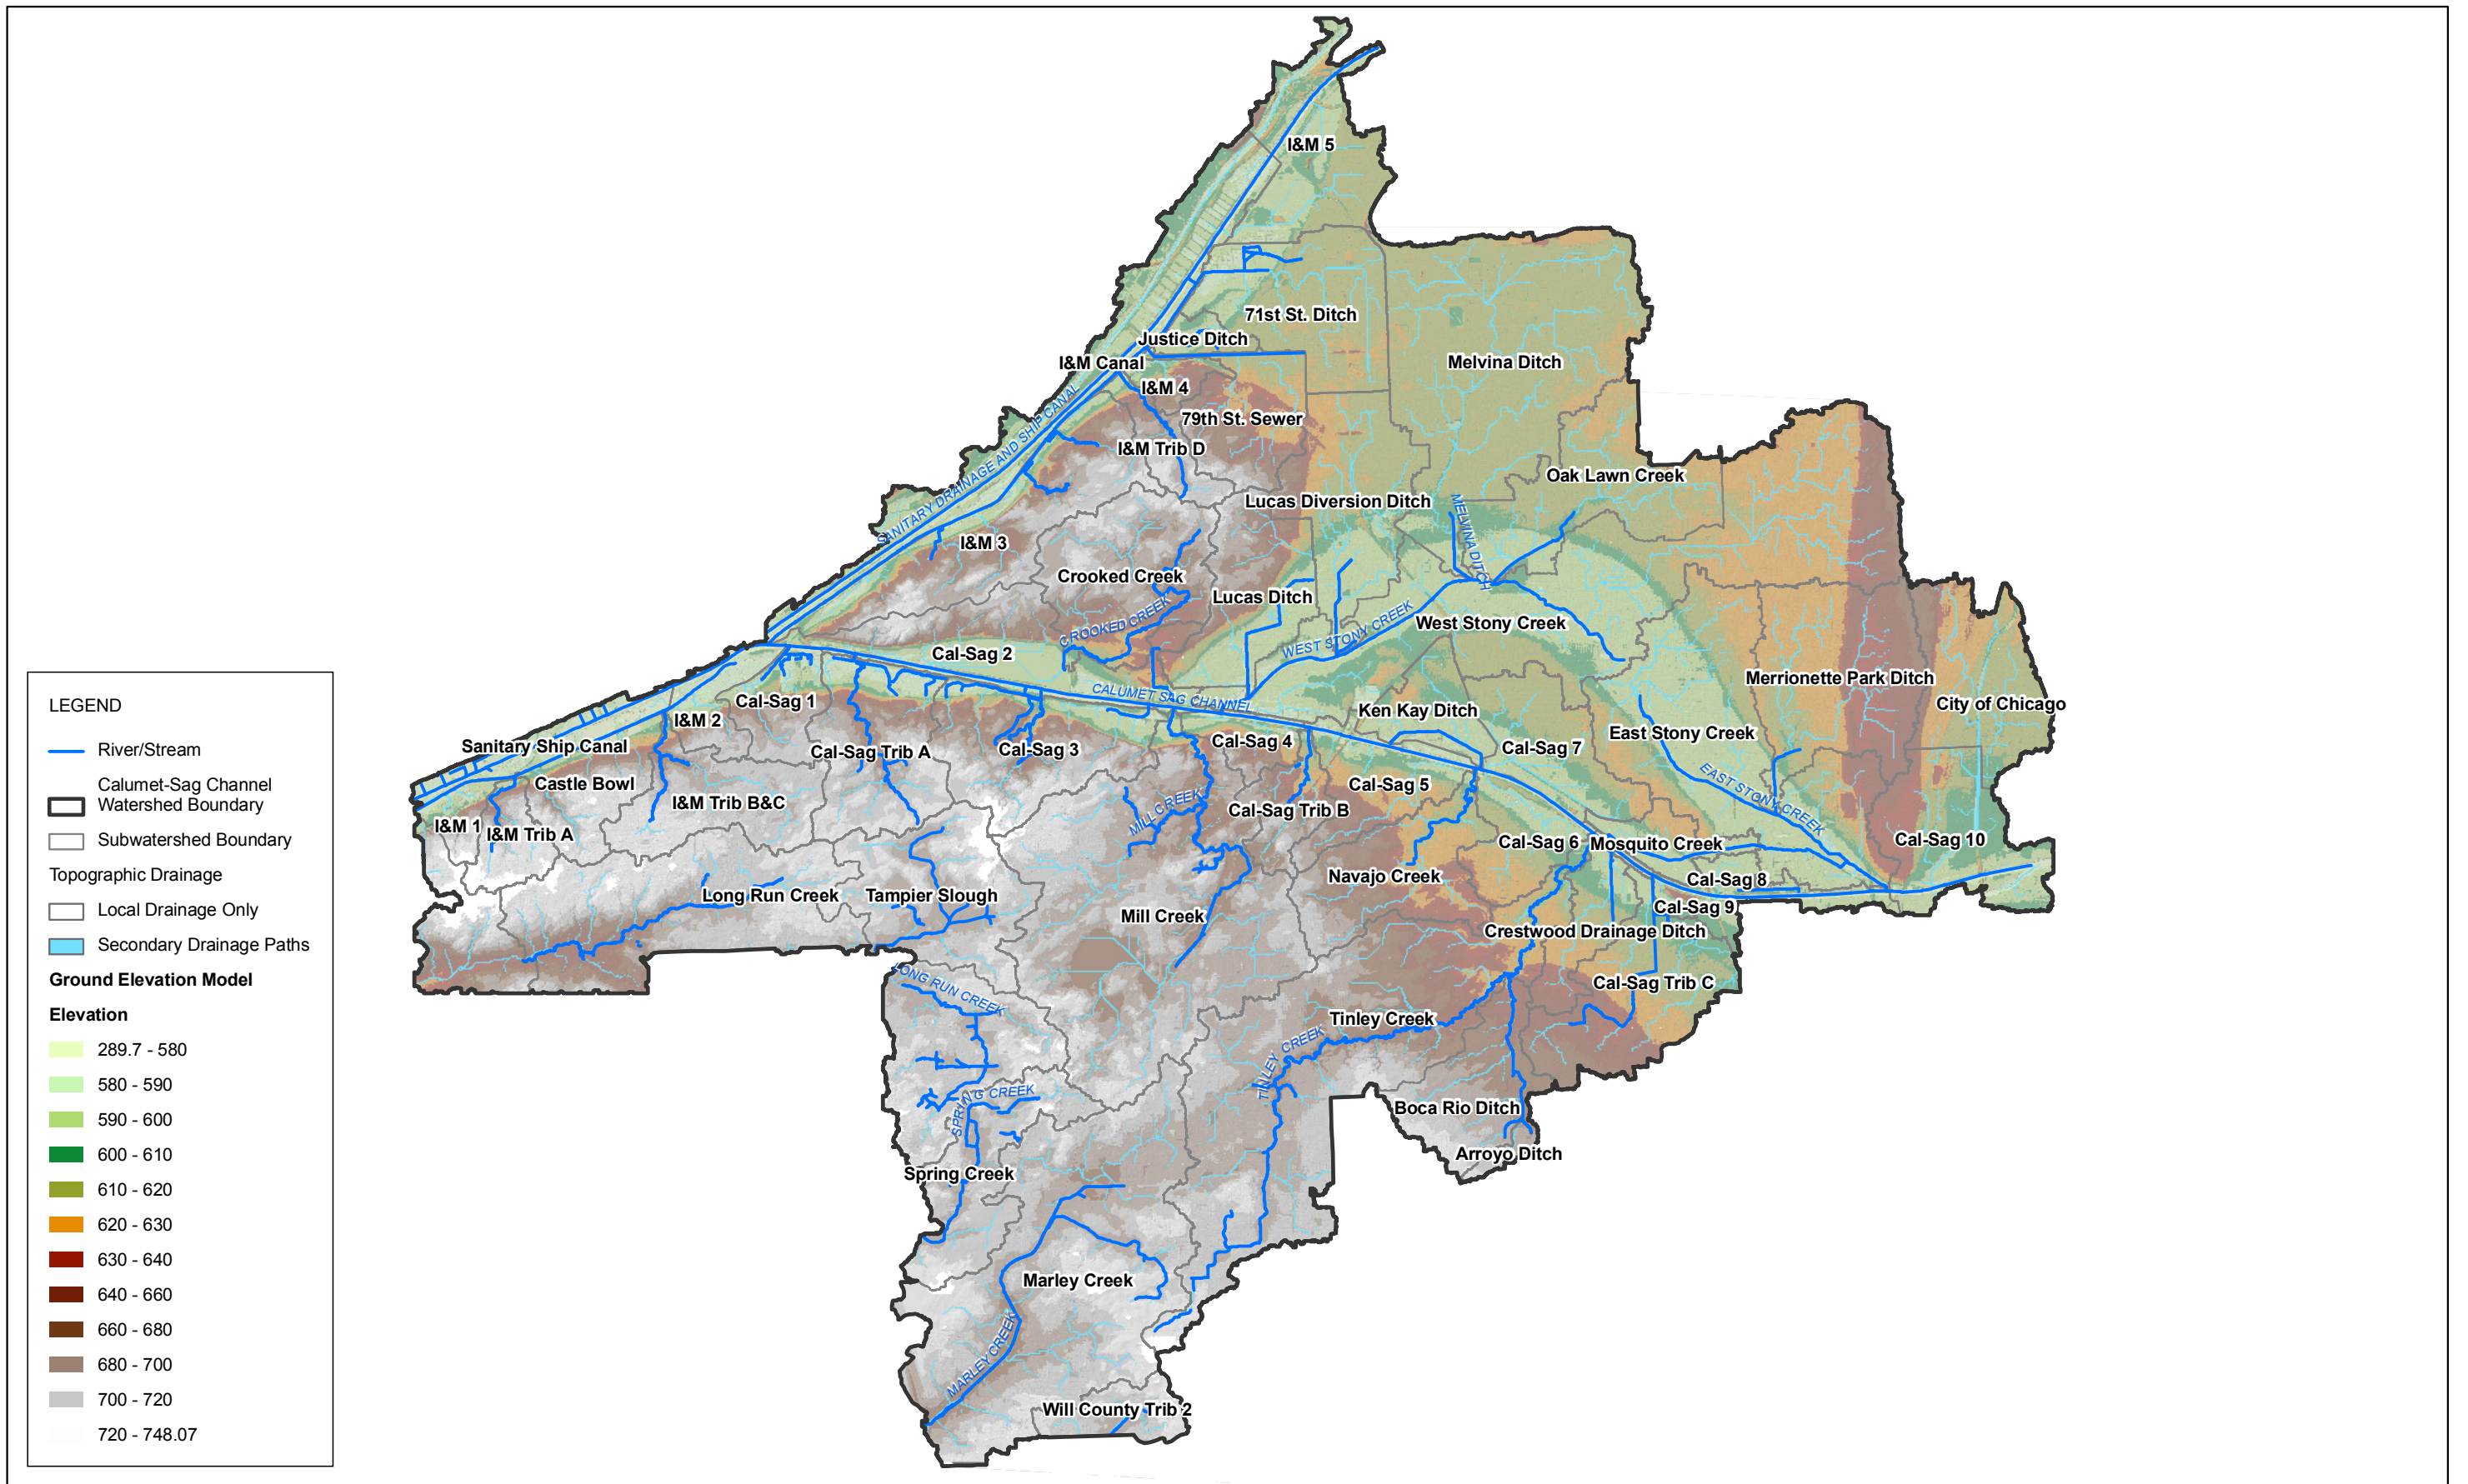 LEGEND
River/Stream
Calumet-Sag Channel
Watershed Boundary
Subwatershed Boundary
Topographic Drainage
Local Drainage Only
Secondary Drainage Paths
Ground Elevation Model
Elevation
289.7 - 580
580 - 590
590 - 600
600 - 610
610 - 620
620 - 630
630 - 640
640 - 660
660 - 680
680 - 700
700 - 720
720 - 748.07
I&M 5
71st St. Ditch
Justice Ditch
I&M Canal
Melvina Ditch
I&M 4
79th St. Sewer
SANITARY DRAINAGE AND SHIP CANAL
I&M Trib D
Oak Lawn Creek
Lucas Diversion Ditch
MELVINA DITCH
I&M 3
Crooked Creek
Lucas Ditch
CROOKED CREEK
WEST STONY CREEK
West Stony Creek
Cal-Sag 2
Merrionette Park Ditch
CALUMET SAG CHANNEL
Cal-Sag 1
City of Chicago
Ken Kay Ditch
I&M 2
East Stony Creek
Cal-Sag 4
Sanitary Ship Canal
Cal-Sag Trib A
Cal-Sag 3
Cal-Sag 7
Castle Bowl
Cal-Sag 5
EAST STONY CREEK
I&M Trib B&C
MILL CREEK
Cal-Sag Trib B
I&M 1
I&M Trib A
Cal-Sag 6
Mosquito Creek
Cal-Sag 10
Navajo Creek
Cal-Sag 8
Long Run Creek
Tampier Slough
Cal-Sag 9
Mill Creek
Crestwood Drainage Ditch
LONG RUN CREEK
Cal-Sag Trib C
Tinley Creek
TINLEY CREEK
SPRING CREEK
Boca Rio Ditch
Arroyo Ditch
Spring Creek
Marley Creek
MARLEY CREEK
Will County Trib 2